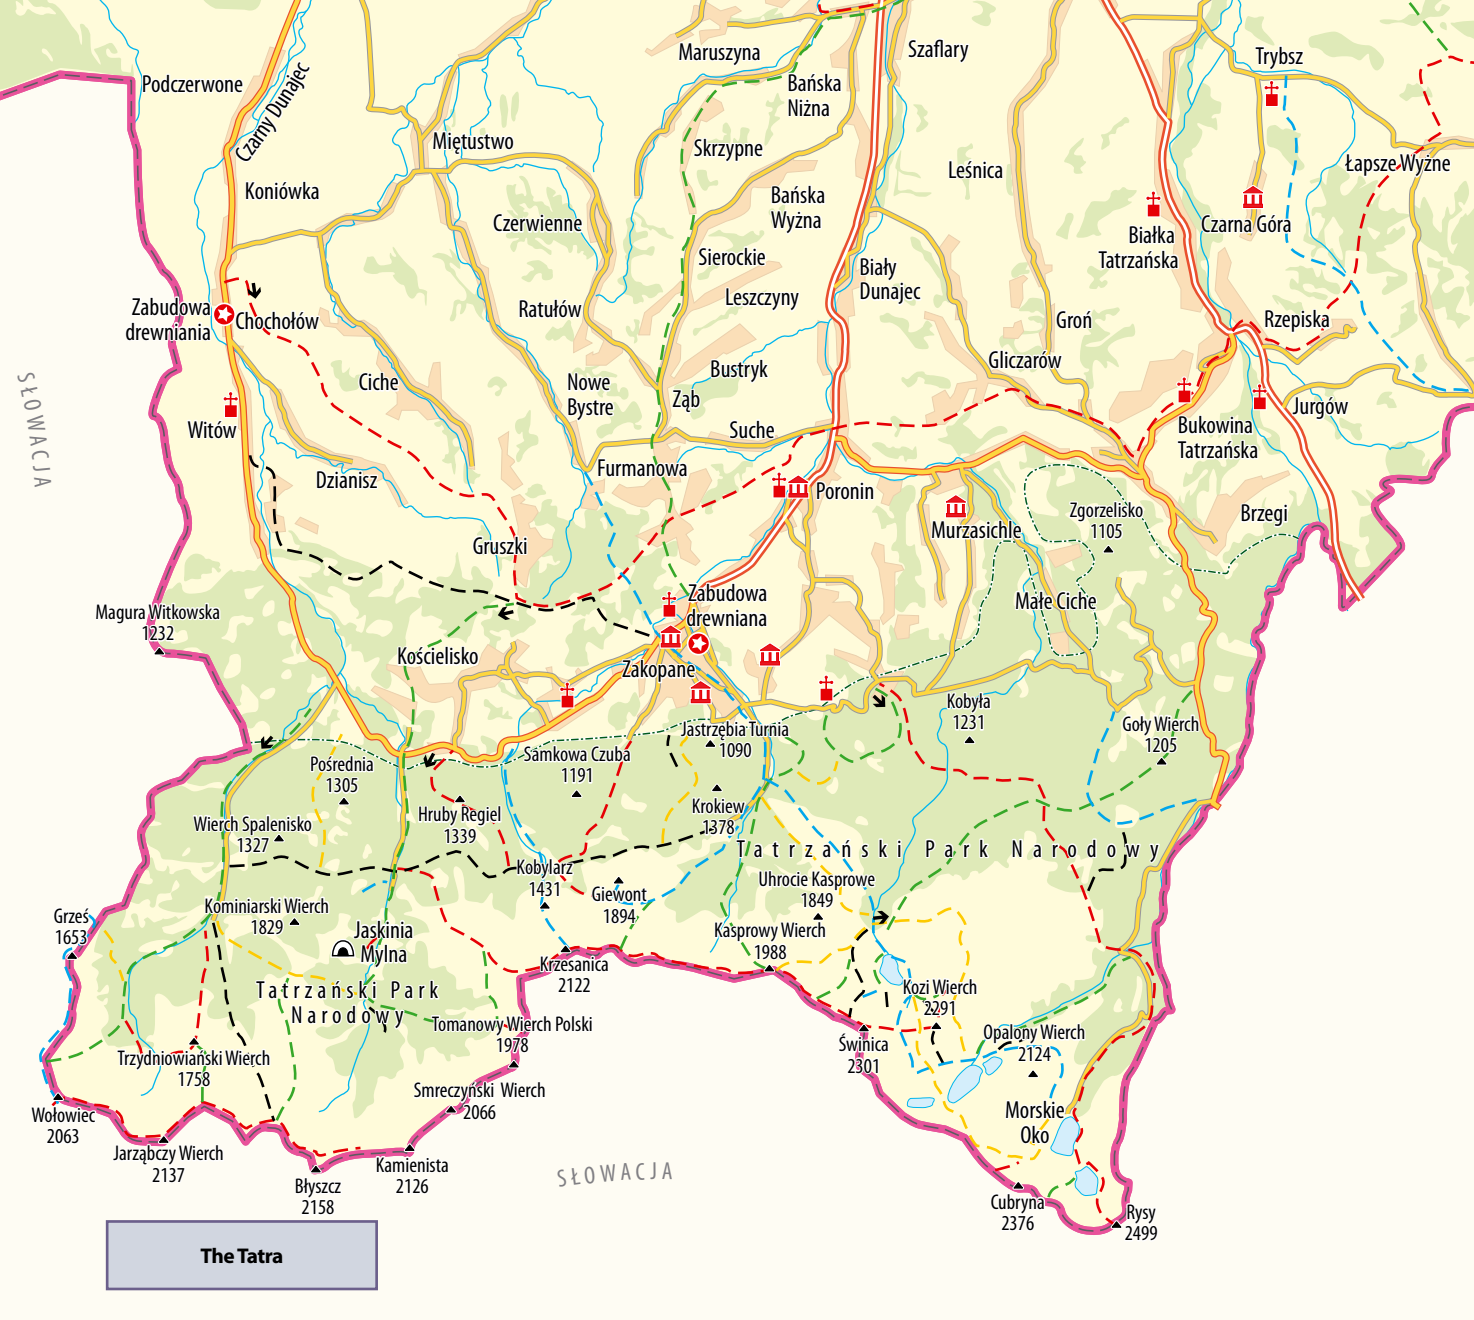 Maruszyna
Szaflary
Trybsz
Podczerwone
Czarny Dunajec
Bańska
Niżna
Miętustwo
Skrzypne
Leśnica
Łapsze Wyżne
Koniówka
Bańska
Wyżna
Czerwienne
Białka
Tatrzańska
Czarna Góra
Sierockie
Biały
Dunajec
Leszczyny
Zabudowa
drewniania
Chochołów
Ratułów
Groń
Rzepiska
Gliczarów
Bustryk
Ciche
Nowe
Bystre
Ząb
Jurgów
SŁOWACJA
Witów
Suche
Bukowina
Tatrzańska
Furmanowa
Dzianisz
Poronin
Zgorzelisko
1105
Brzegi
Murzasichle
Gruszki
Zabudowa
drewniana
Małe Ciche
Magura Witkowska
1232
Kościelisko
Zakopane
Kobyła
1231
Goły Wierch
1205
Jastrzębia Turnia
1090
Samkowa Czuba
1191
Pośrednia
1305
Hruby Regiel
1339
Krokiew
1378
Wierch Spalenisko
1327
Tatrzański Park Narodowy
Kobylarz
1431
Giewont
1894
Uhrocie Kasprowe
1849
Kominiarski Wierch
1829
Grześ
1653
Jaskinia
Mylna
Kasprowy Wierch
1988
Krzesanica
2122
Tatrzański Park
Narodowy
Kozi Wierch
2291
Tomanowy Wierch Polski
1978
Opalony Wierch
2124
Świnica
2301
Trzydniowiański Wierch
1758
Smreczyński Wierch
2066
Wołowiec
2063
Morskie
Oko
Jarząbczy Wierch
2137
Kamienista
2126
SŁOWACJA
Błyszcz
2158
Cubryna
2376
Rysy
2499
The Tatra